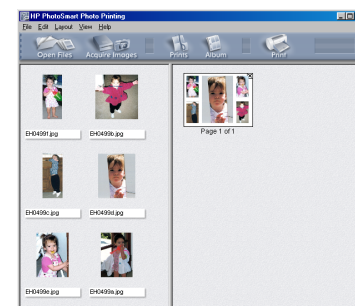 HP PhotoSmart Photo Printing
File Edit Layout View Help
Open Files Acquire Images Prints Album Print
EH04991.jpg EH0499b.jpg
Page 1 of 1
EH0499c.jpg EH0499d.jpg
EH0499e.jpg EH0499a.jpg